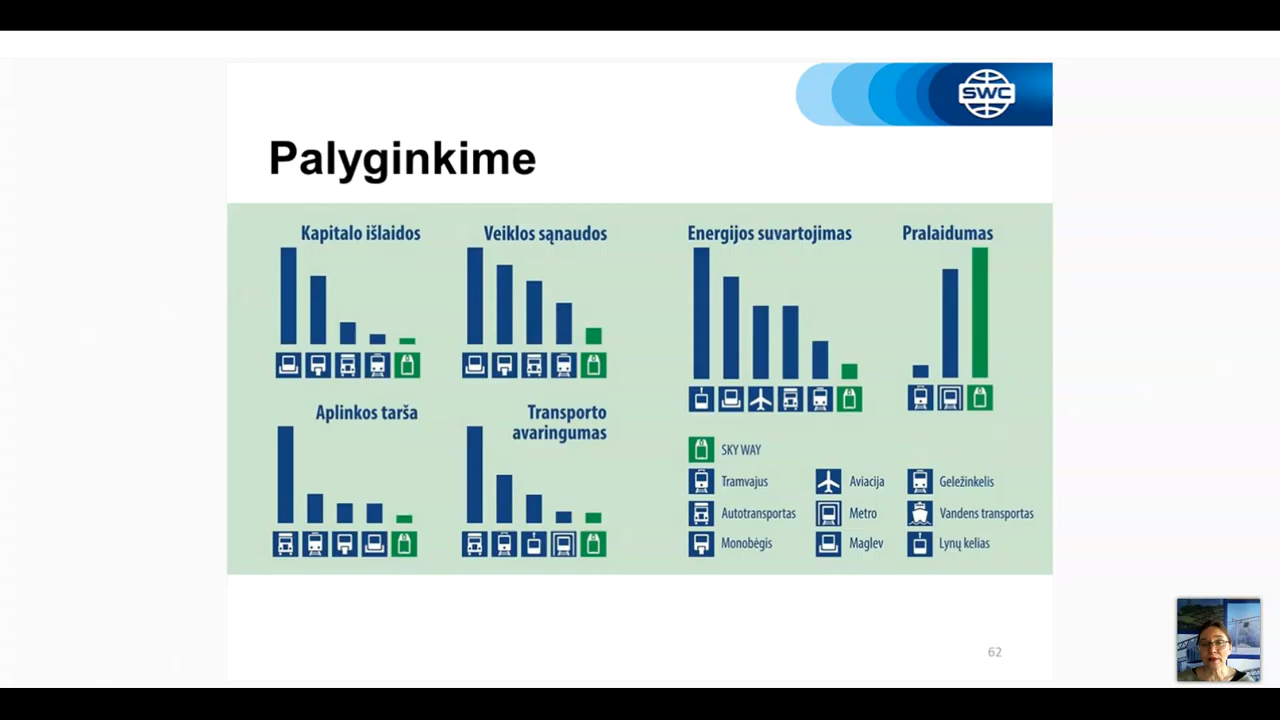 SWC
Palyginkime
Kapitalo išlaidos
Veiklos sąnaudos
Energijos suvartojimas
Pralaidumas
Aplinkos tarša
Transporto
avaringumas
SKY WAY
Tramvajus
Aviacija
Geležinkelis
Autotransportas
Metro
Vandens transportas
Monobėgis
Maglev
Lynų kelias
62